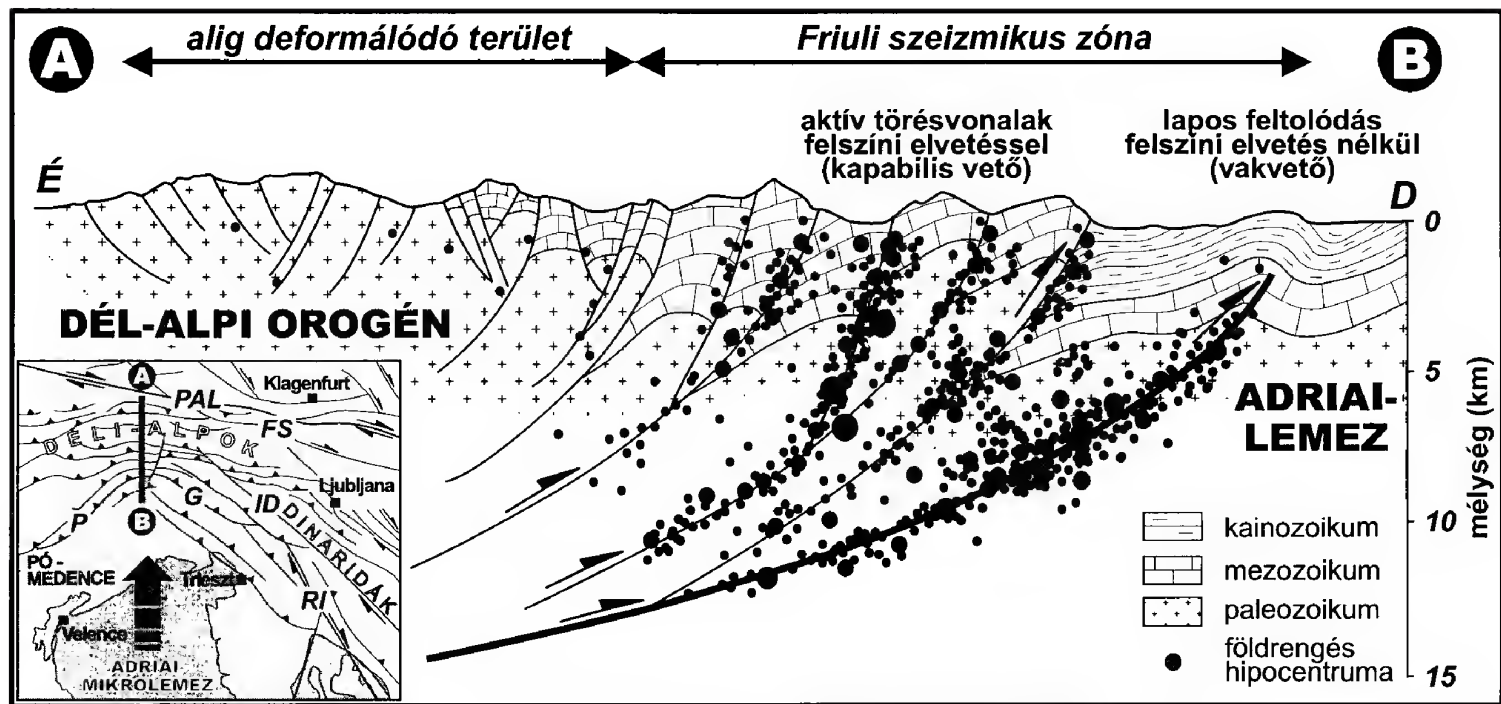 A
alig deformálódó terület
Friuli szeizmikus zóna
B
aktív törésvonalak
felszíni elvetéssel
(kapabilis vető)
lapos feltolódás
felszíni elvetés nélkül
(vakvető)
É
D
0
DÉL-ALPI OROGÉN
5
ADRIAI-
LEMEZ
mélység (km)
10
kainozoikum
mezozoikum
paleozoikum
földrengés
hipocentruma
15
A
Klagenfurt
PAL
FS
DÉLI-ALPOK
Ljubljana
G
ID
DINARIDÁK
P
B
PÓ-
MEDENCE
Trieszt
RI
Velence
ADRIAI
MIKROLEMEZ